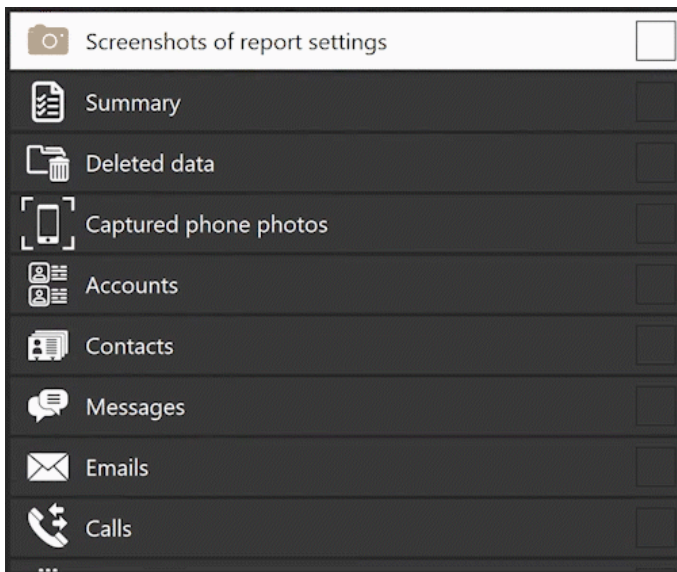 Screenshots of report settings
Summary
Deleted data
Captured phone photos
Accounts
Contacts
Messages
Emails
Calls